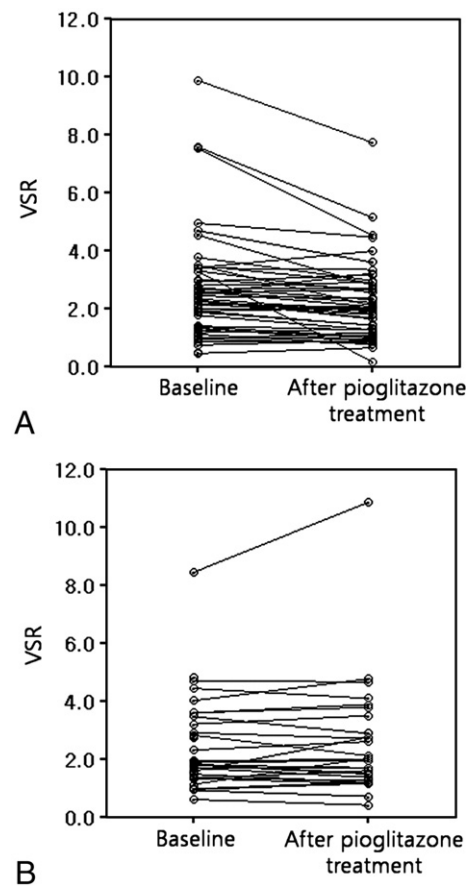 12.0
10.0
8.0
6.0
4.0
2.0
0.0
VSR
Baseline
After pioglitazone
treatment
A
12.0
10.0
8.0
6.0
4.0
2.0
0.0
VSR
Baseline
After pioglitazone
treatment
B